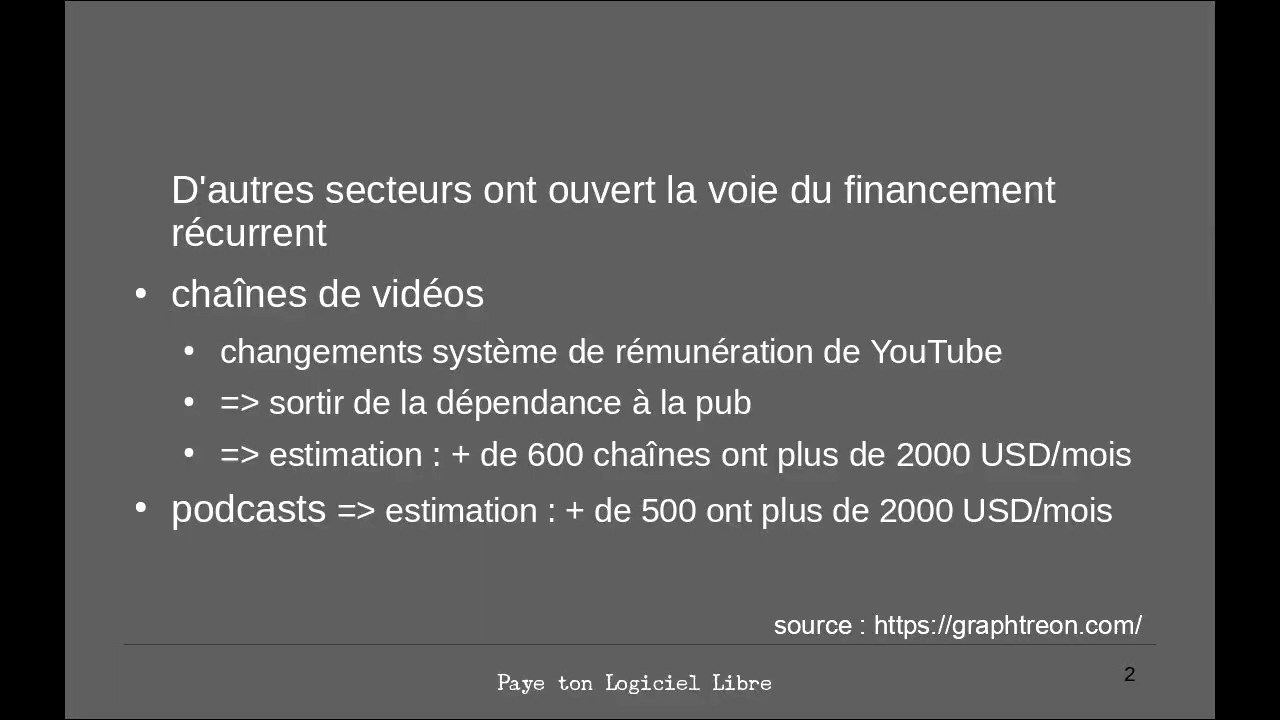 D'autres secteurs ont ouvert la voie du financement
récurrent
• chaînes de vidéos
• changements système de rémunération de YouTube
• => sortir de la dépendance à la pub
• => estimation : + de 600 chaînes ont plus de 2000 USD/mois
• podcasts => estimation : + de 500 ont plus de 2000 USD/mois
source : https://graphtreon.com/
Paye ton Logiciel Libre
2